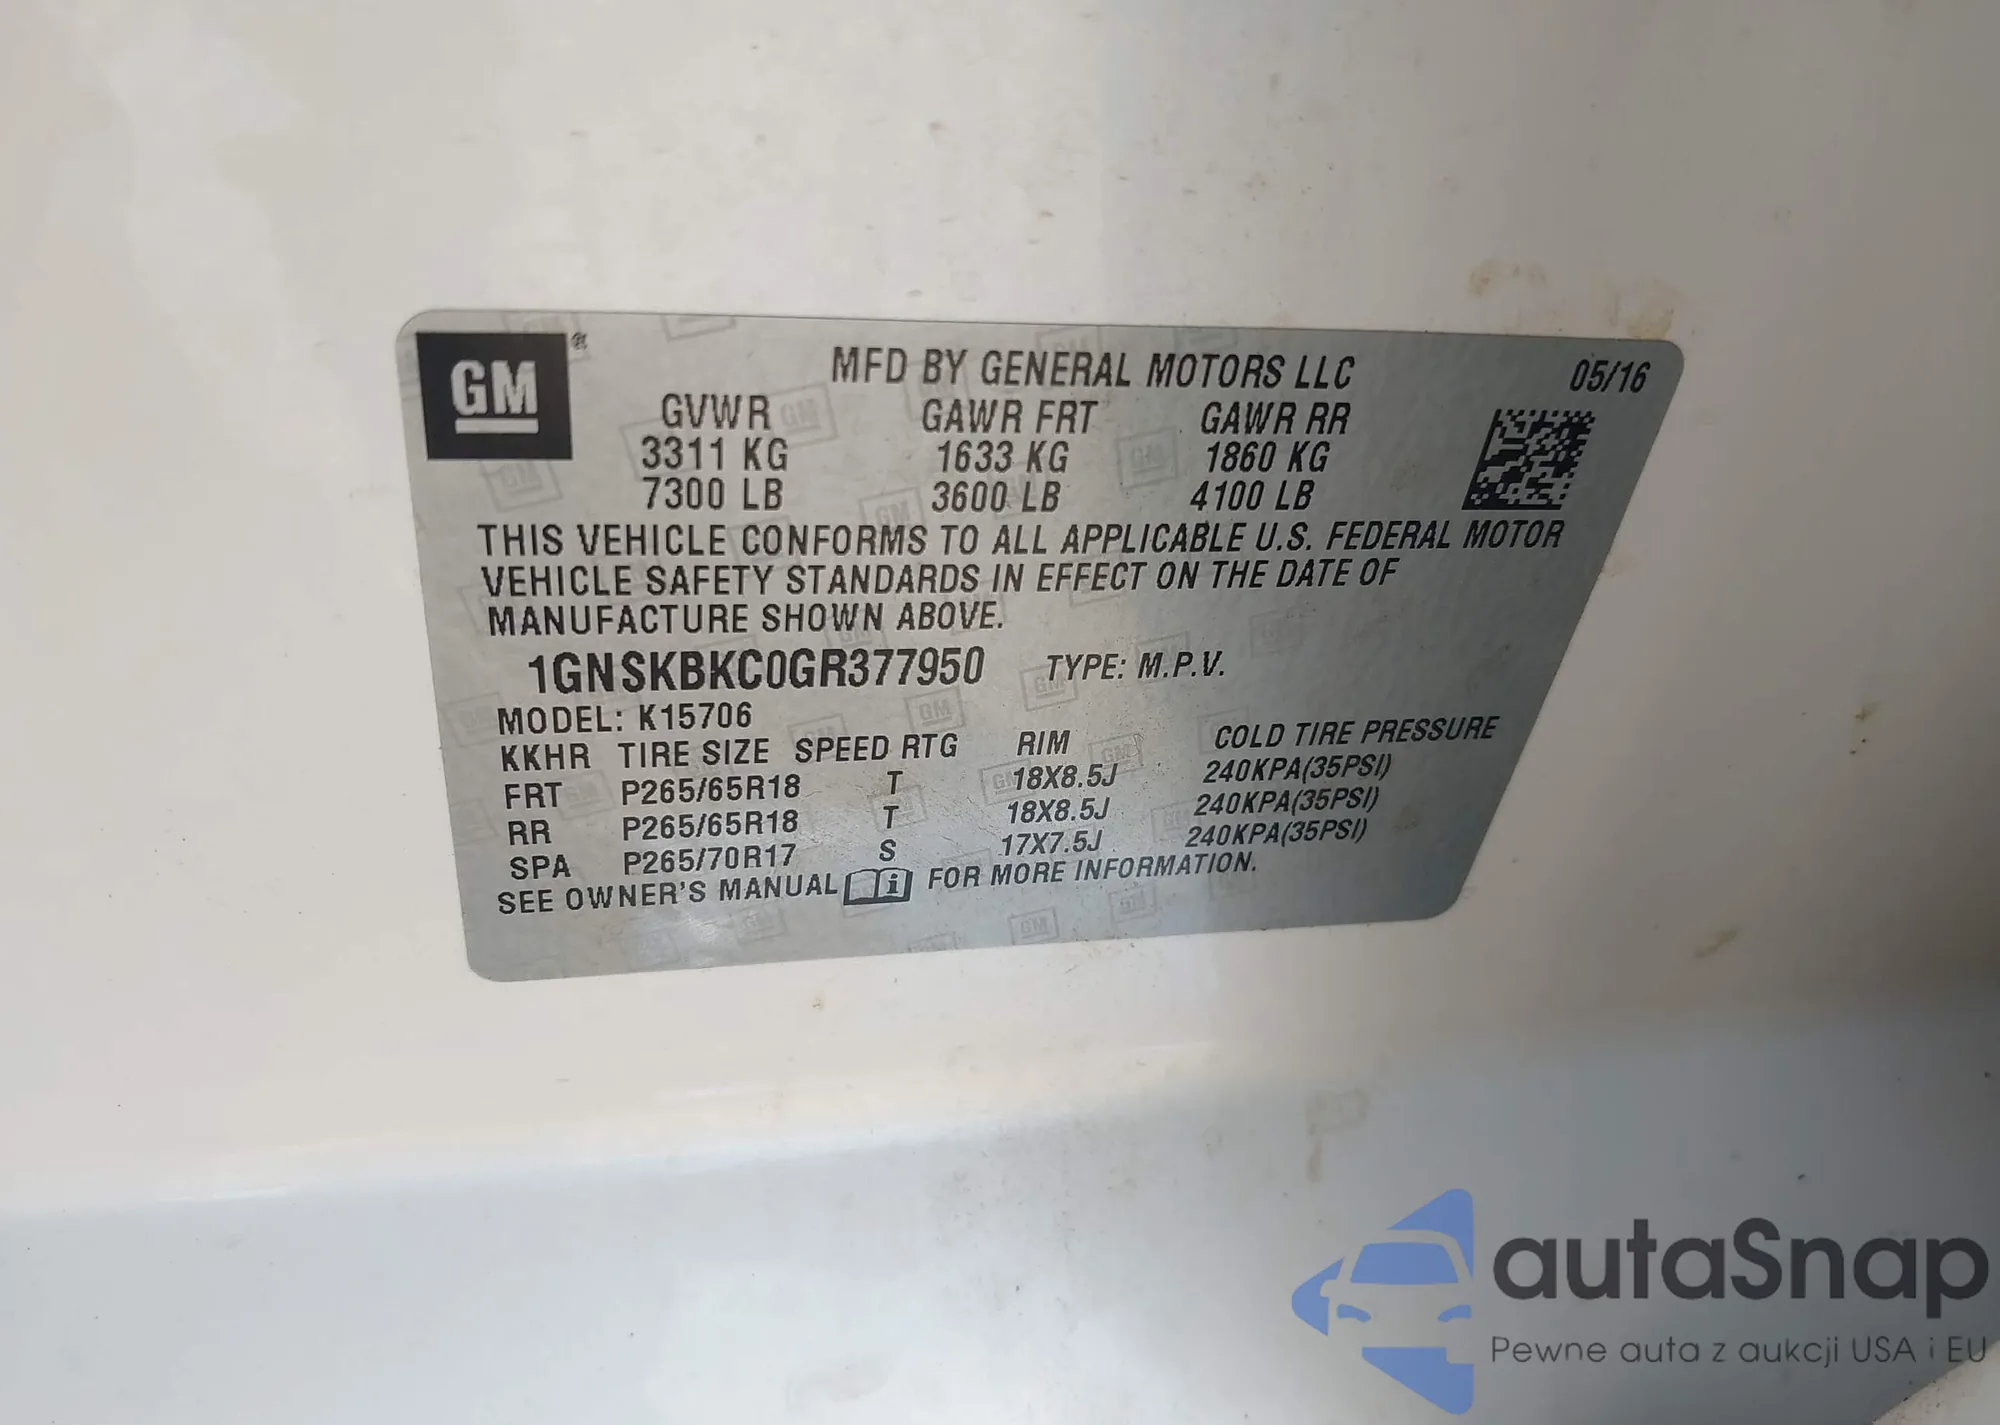 GM®
MFD BY GENERAL MOTORS LLC 05/16
GVWR GAWR FRT GAWR RR
3311 KG 1633 KG 1860 KG
7300 LB 3600 LB 4100 LB
THIS VEHICLE CONFORMS TO ALL APPLICABLE U.S. FEDERAL MOTOR
VEHICLE SAFETY STANDARDS IN EFFECT ON THE DATE OF
MANUFACTURE SHOWN ABOVE.
1GNSKBKC0GR377950 TYPE: M.P.V.
MODEL: K15706
KKHR TIRE SIZE SPEED RTG RIM COLD TIRE PRESSURE
FRT P265/65R18 T 18X8.5J 240KPA(35PSI)
RR P265/65R18 T 18X8.5J 240KPA(35PSI)
SPA P265/70R17 S 17X7.5J 240KPA(35PSI)
SEE OWNER'S MANUAL i FOR MORE INFORMATION.
autaSnap
Pewne auta z aukcji USA i EU